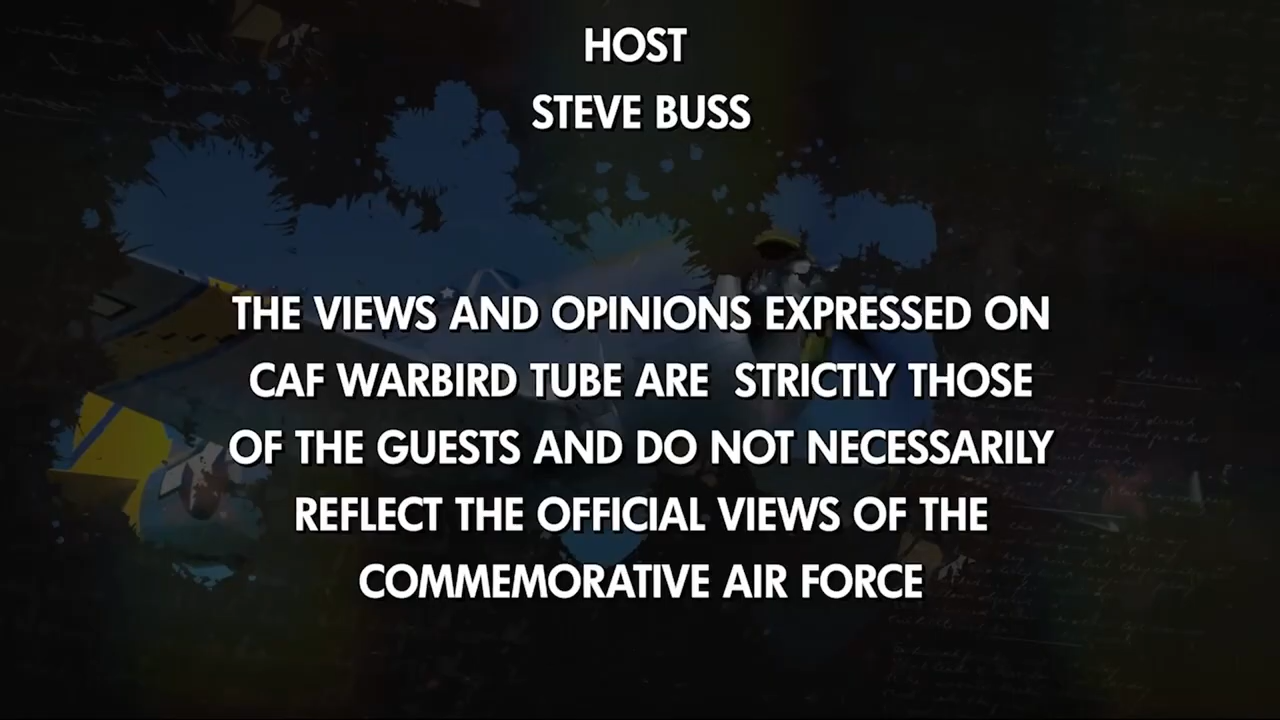 HOST
STEVE BUSS
THE VIEWS AND OPINIONS EXPRESSED ON
CAF WARBIRD TUBE ARE  STRICTLY THOSE
OF THE GUESTS AND DO NOT NECESSARILY
REFLECT THE OFFICIAL VIEWS OF THE
COMMEMORATIVE AIR FORCE